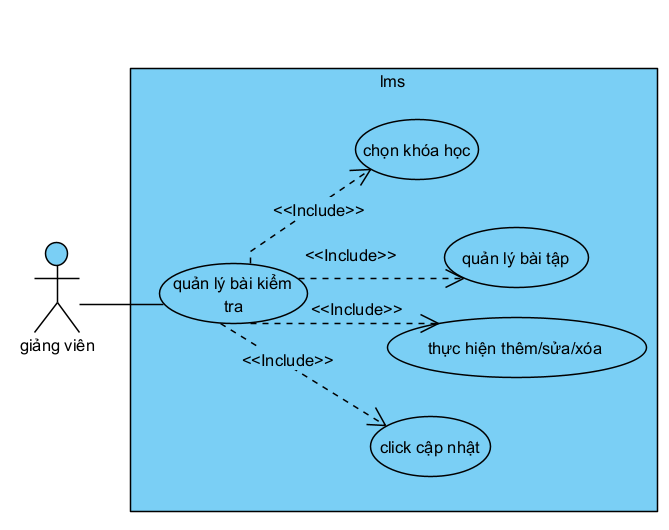 lms
chọn khóa học
<<Include>>
<<Include>>
quản lý bài tập
quản lý bài kiểm
tra
<<Include>>
giảng viên
thực hiện thêm/sửa/xóa
<<Include>>
click cập nhật